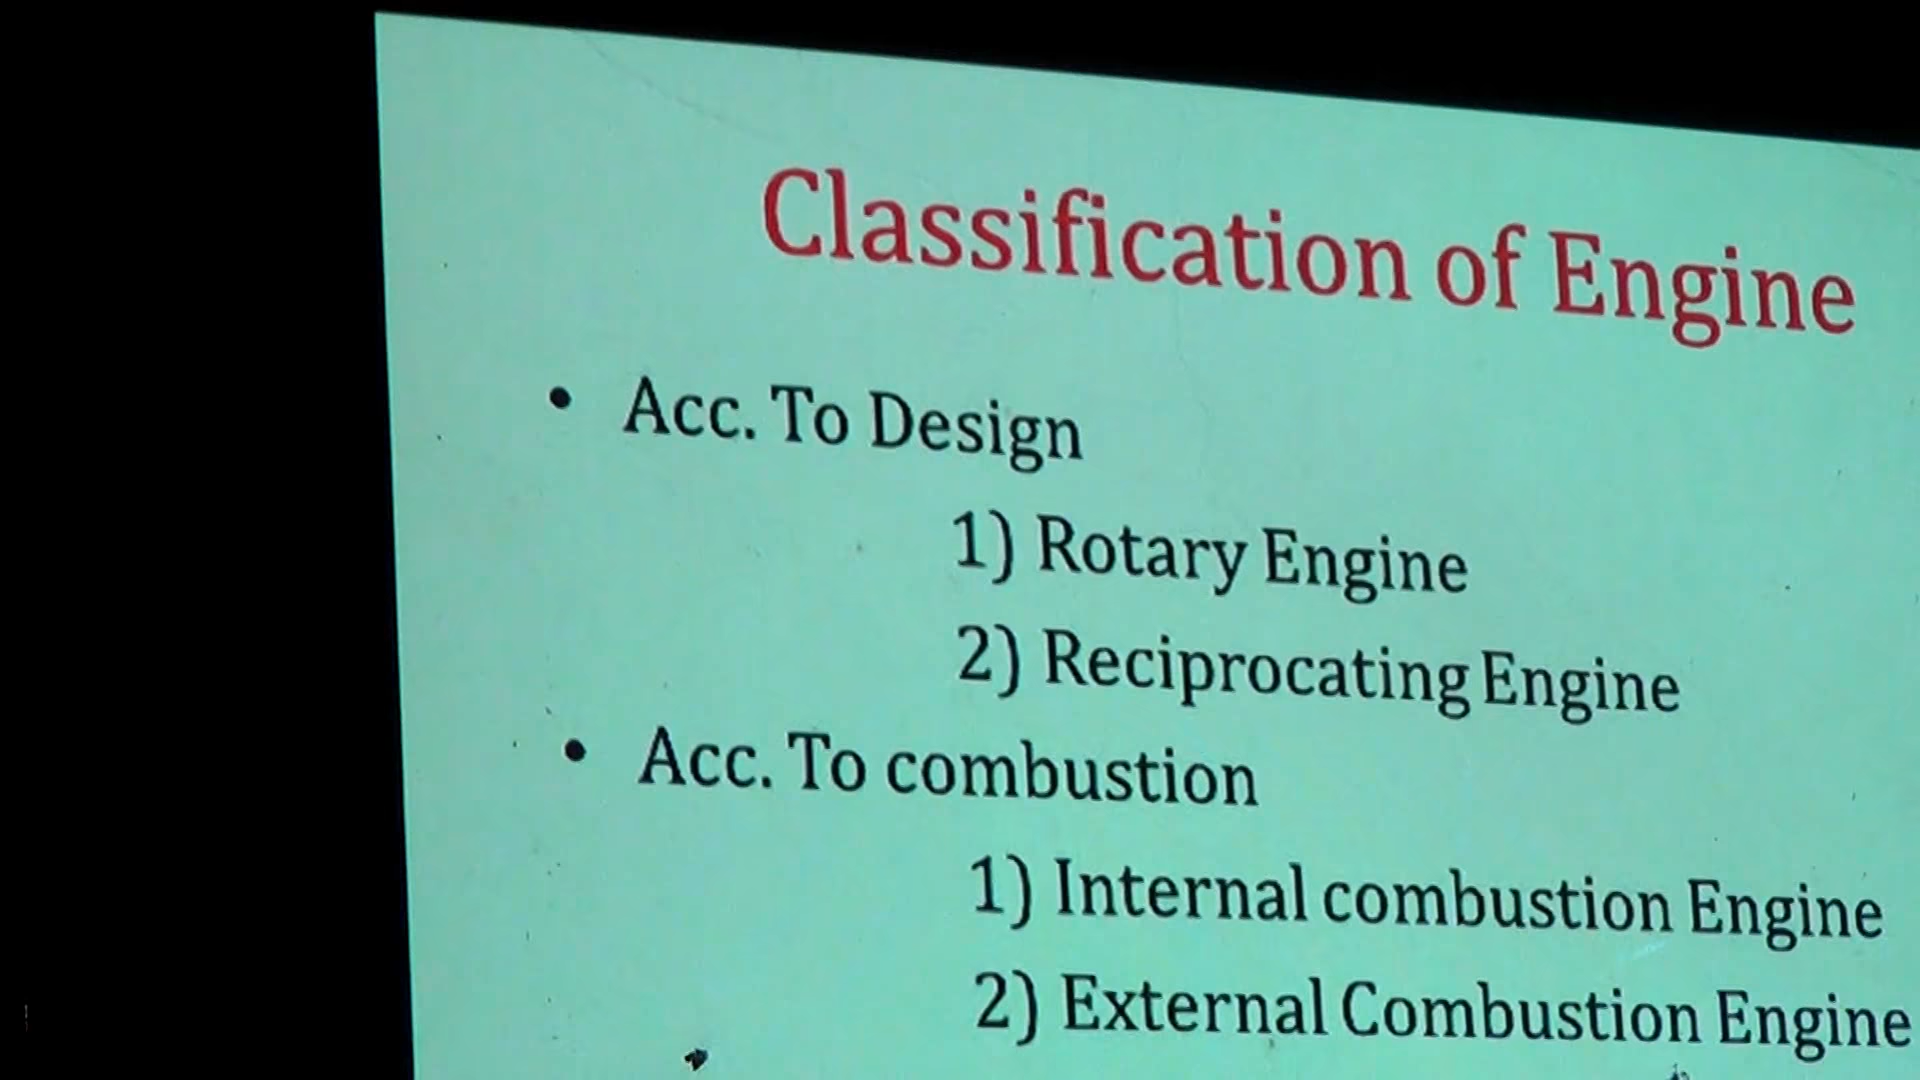 Classification of Engine
• Acc. To Design
1) Rotary Engine
2) Reciprocating Engine
• Acc. To combustion
1) Internal combustion Engine
2) External Combustion Engine